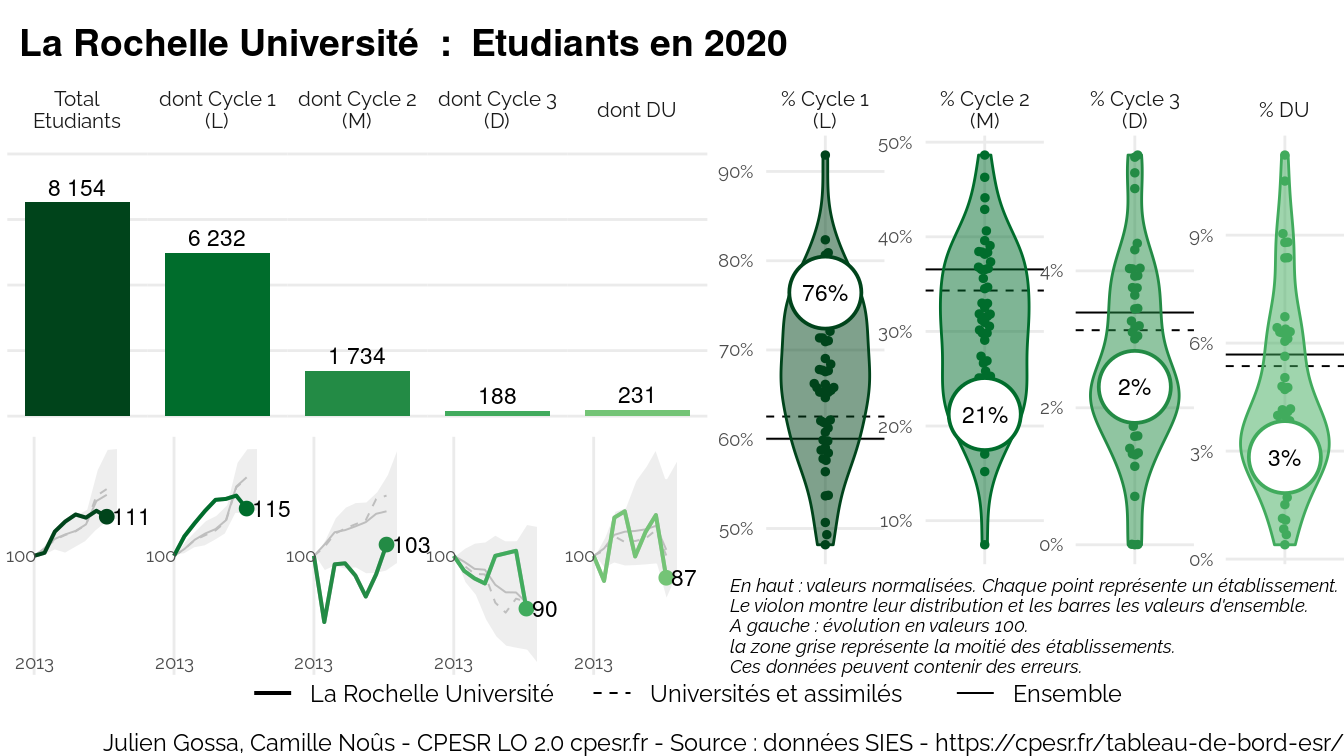 La Rochelle Université : Etudiants en 2020
Total
Etudiants
dont Cycle 1
(L)
dont Cycle 2
(M)
dont Cycle 3
(D)
dont DU
% Cycle 1
(L)
% Cycle 2
(M)
% Cycle 3
(D)
% DU
8 154
6 232
1 734
188
231
90%
80%
70%
60%
50%
76%
50%
40%
30%
20%
10%
21%
4%
2%
0%
2%
9%
6%
3%
0%
3%
100
111
2013
100
115
2013
100
103
2013
100
90
2013
100
87
2013
En haut : valeurs normalisées. Chaque point représente un établissement.
Le violon montre leur distribution et les barres les valeurs d'ensemble.
A gauche : évolution en valeurs 100.
la zone grise représente la moitié des établissements.
Ces données peuvent contenir des erreurs.
La Rochelle Université
Universités et assimilés
Ensemble
Julien Gossa, Camille Noûs - CPESR LO 2.0 cpesr.fr - Source : données SIES - https://cpesr.fr/tableau-de-bord-esr/